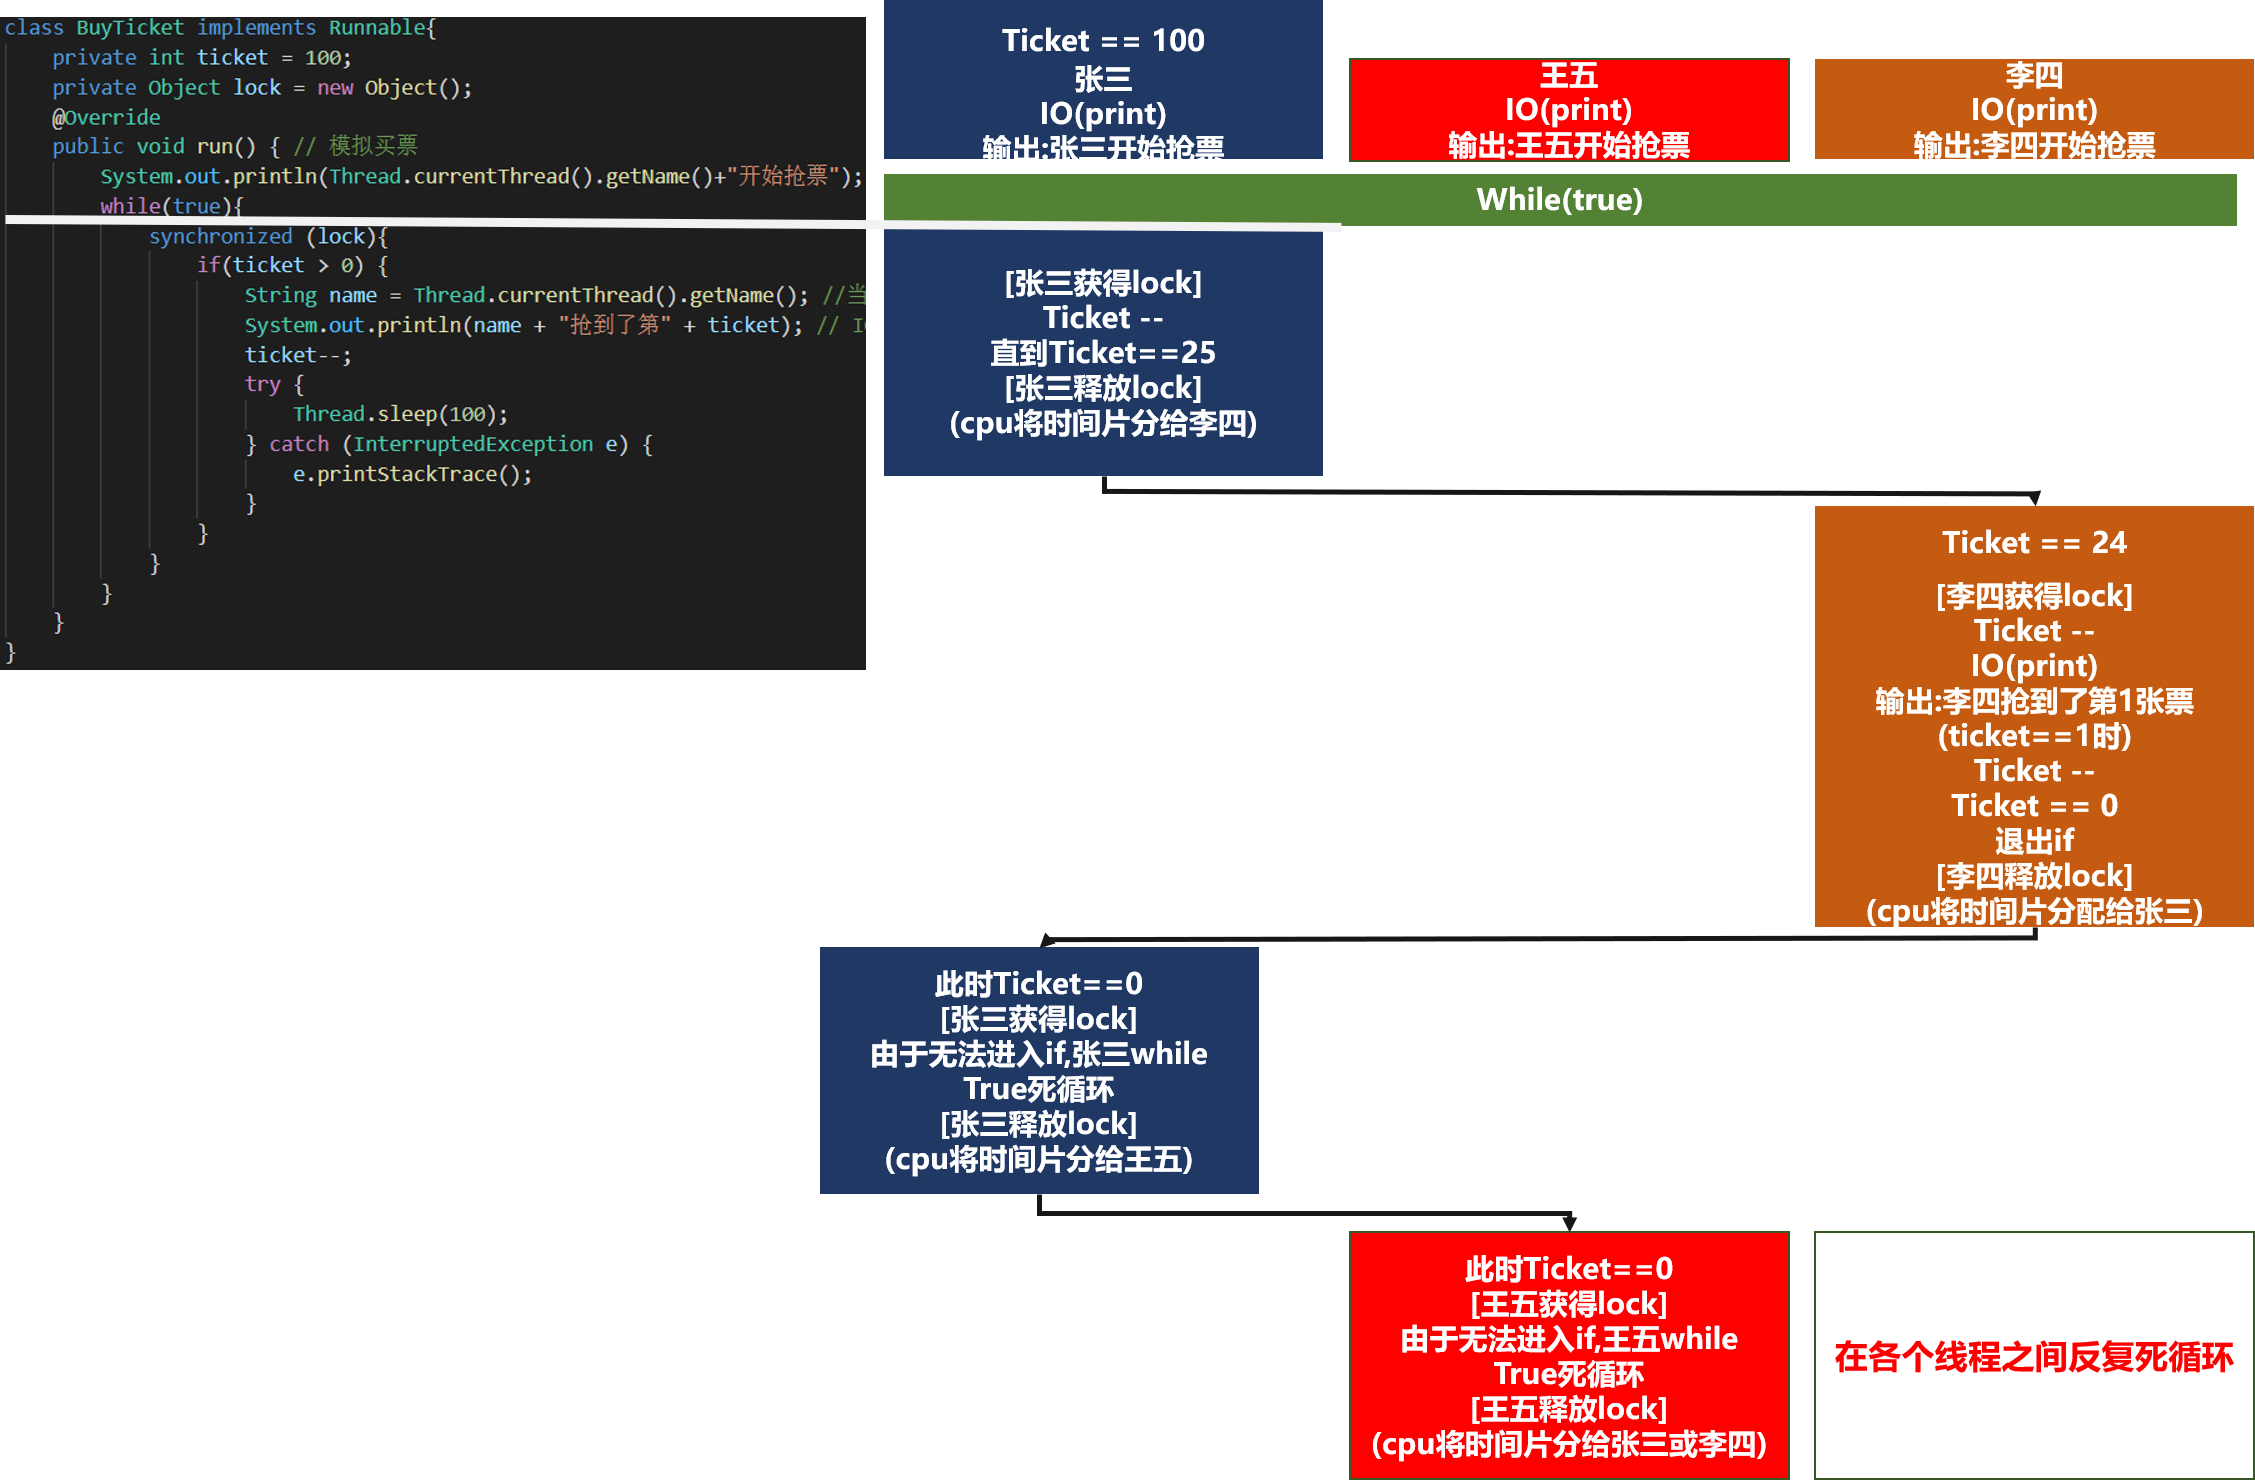 class BuyTicket implements Runnable{
private int ticket = 100;
private Object lock = new Object();
@Override
public void run() { // 模拟买票
System.out.println(Thread.currentThread().getName()+"开始抢票");
while(true){
synchronized (lock){
if(ticket > 0) {
String name = Thread.currentThread().getName(); //当
System.out.println(name + "抢到了第" + ticket); // I
ticket--;
try {
Thread.sleep(100);
} catch (InterruptedException e) {
e.printStackTrace();
}
}
}
}
}
}
Ticket == 100
张三
IO(print)
输出:张三开始抢票
王五
IO(print)
输出:王五开始抢票
李四
IO(print)
输出:李四开始抢票
While(true)
[张三获得lock]
Ticket --
直到Ticket==25
[张三释放lock]
(cpu将时间片分给李四)
Ticket == 24
[李四获得lock]
Ticket --
IO(print)
输出:李四抢到了第1张票
(ticket==1时)
Ticket --
Ticket == 0
退出if
[李四释放lock]
(cpu将时间片分配给张三)
此时Ticket==0
[张三获得lock]
由于无法进入if,张三while
True死循环
[张三释放lock]
(cpu将时间片分给王五)
此时Ticket==0
[王五获得lock]
由于无法进入if,王五while
True死循环
[王五释放lock]
(cpu将时间片分给张三或李四)
在各个线程之间反复死循环